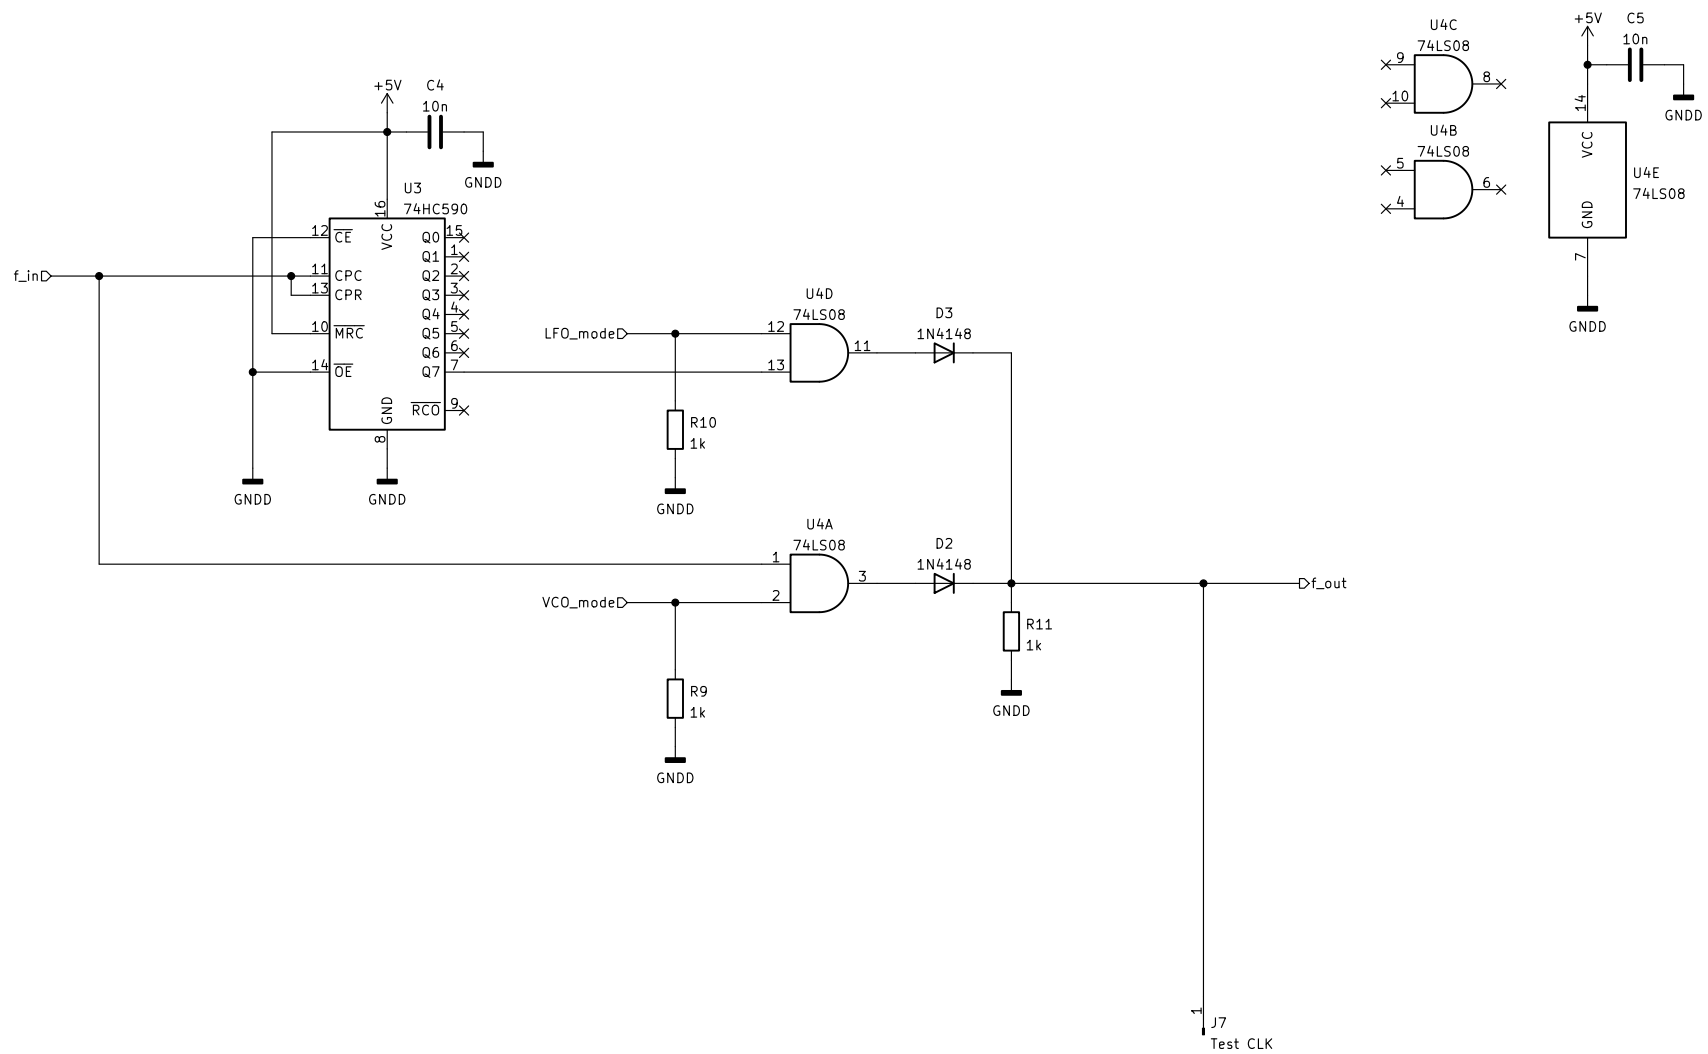 U4C
74LS08
9
10
8
+5V
C5
10n
14
GNDD
VCC
GND
U4E
74LS08
7
GNDD
U4B
74LS08
5
4
6
+5V
C4
10n
GNDD
U3
74HC590
16
VCC
12
CE
11
CPC
13
CPR
10
MRC
14
OE
Q0
15
Q1
1
Q2
2
Q3
3
Q4
4
Q5
5
Q6
6
Q7
7
RCO
9
GND
8
GNDD
GNDD
f_in
LFO_mode
U4D
74LS08
12
13
11
D3
1N4148
R10
1k
GNDD
U4A
74LS08
1
2
3
VCO_mode
D2
1N4148
f_out
R11
1k
GNDD
R9
1k
GNDD
1
J7
Test CLK